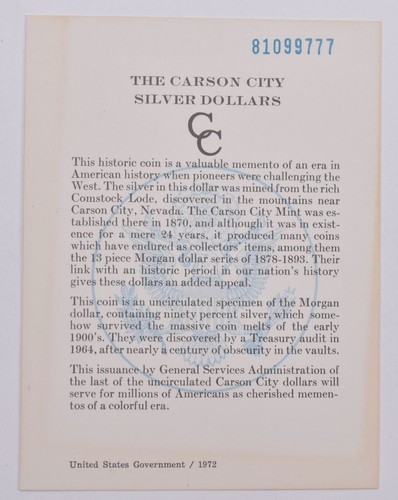 81099777
THE CARSON CITY
SILVER DOLLARS
CC
This historic coin is a valuable memento of an era in
American history when pioneers were challenging the
West. The silver in this dollar was mined from the rich
Comstock Lode, discovered in the mountains near
Carson City, Nevada. The Carson City Mint was es-
tablished there in 1870, and although it was in exist-
ence for a mere 24 years, it produced many coins
which have endured as collectors' items, among them
the 13 piece Morgan dollar series of 1878-1893. Their
link with an historic period in our nation's history
gives these dollars an added appeal.
This coin is an uncirculated specimen of the Morgan
dollar, containing ninety percent silver, which some-
how survived the massive coin melts of the early
1900's. They were discovered by a Treasury audit in
1964, after nearly a century of obscurity in the vaults.
This issuance by General Services Administration of
the last of the uncirculated Carson City dollars will
serve for millions of Americans as cherished memen-
tos of a colorful era.
United States Government / 1972